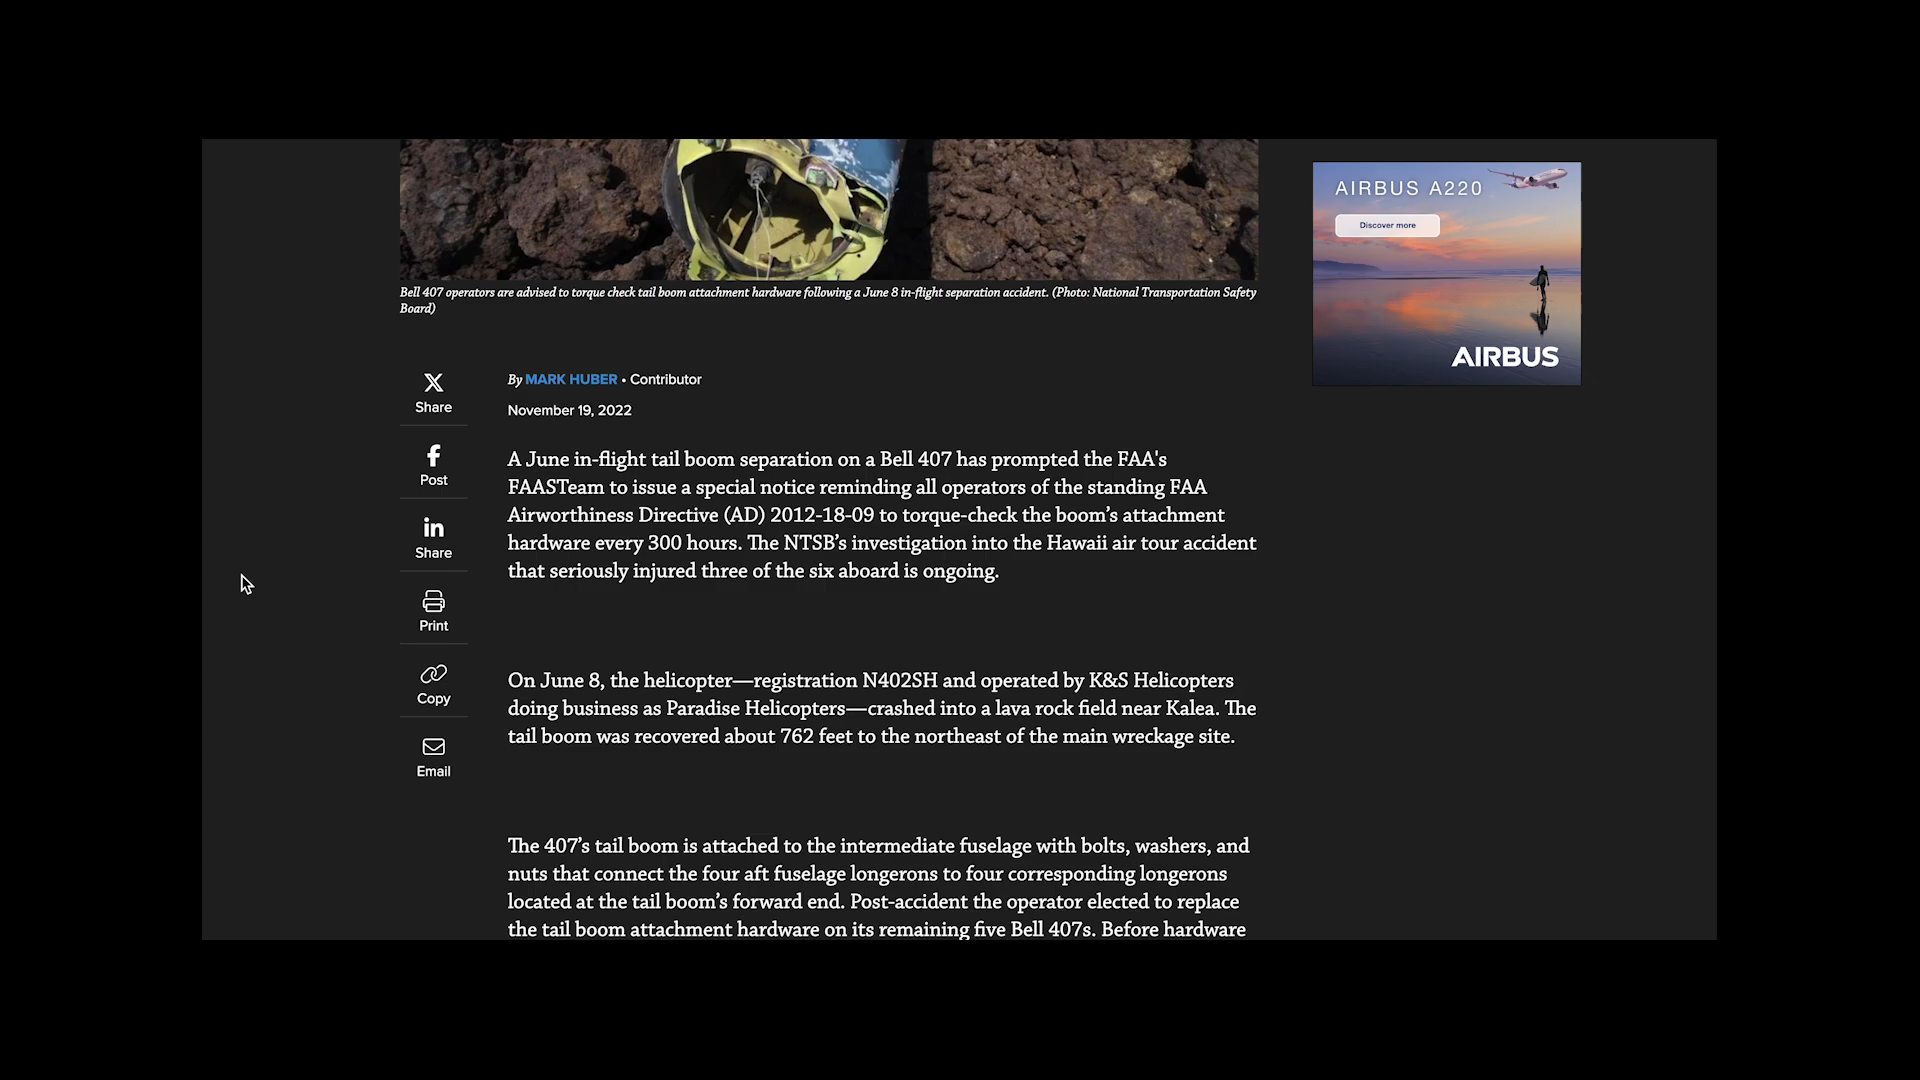 AIRBUS A220
Discover more
AIRBUS
Bell 407 operators are advised to torque check tail boom attachment hardware following a June 8 in-flight separation accident. (Photo: National Transportation Safety
Board)
Share
Post
Share
Print
Copy
Email
By MARK HUBER • Contributor
November 19, 2022
A June in-flight tail boom separation on a Bell 407 has prompted the FAA's
FAASTeam to issue a special notice reminding all operators of the standing FAA
Airworthiness Directive (AD) 2012-18-09 to torque-check the boom’s attachment
hardware every 300 hours. The NTSB’s investigation into the Hawaii air tour accident
that seriously injured three of the six aboard is ongoing.
On June 8, the helicopter—registration N402SH and operated by K&S Helicopters
doing business as Paradise Helicopters—crashed into a lava rock field near Kalea. The
tail boom was recovered about 762 feet to the northeast of the main wreckage site.
The 407’s tail boom is attached to the intermediate fuselage with bolts, washers, and
nuts that connect the four aft fuselage longerons to four corresponding longerons
located at the tail boom’s forward end. Post-accident the operator elected to replace
the tail boom attachment hardware on its remaining five Bell 407s. Before hardware